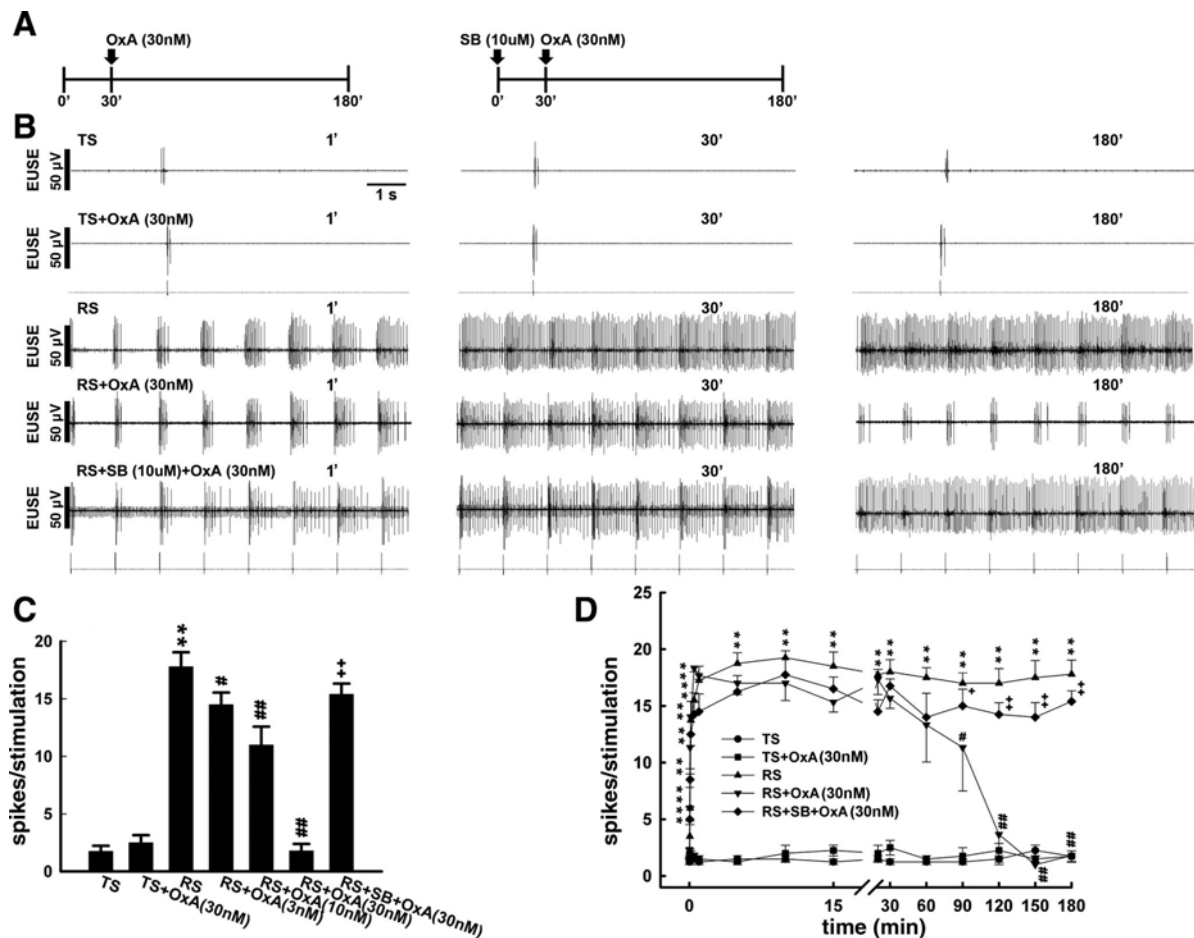 A
OxA (30nM)
0' 30' 180'
SB (10uM) OxA (30nM)
0' 30' 180'
B
TS 1' 30' 180'
EUSE
50 µV
1 s
TS+OxA (30nM) 1' 30' 180'
EUSE
50 µV
RS 1' 30' 180'
EUSE
50 µV
RS+OxA (30nM) 1' 30' 180'
EUSE
50 µV
RS+SB (10uM)+OxA (30nM) 1' 30' 180'
EUSE
50 µV
C
spikes/stimulation
20
15
10
5
0
**
#
##
##
++
TS
TS+OxA(30nM)
RS
RS+OxA(3nM)
RS+OxA(10nM)
RS+OxA(30nM)
RS+SB+OxA(30nM)
D
spikes/stimulation
25
20
15
10
5
0
** ** ** ** ** ** ** ** ** **
+ ++ ++ ++
# ## ## ##
TS
TS+OxA(30nM)
RS
RS+OxA(30nM)
RS+SB+OxA(30nM)
0 15 30 60 90 120 150 180
time (min)